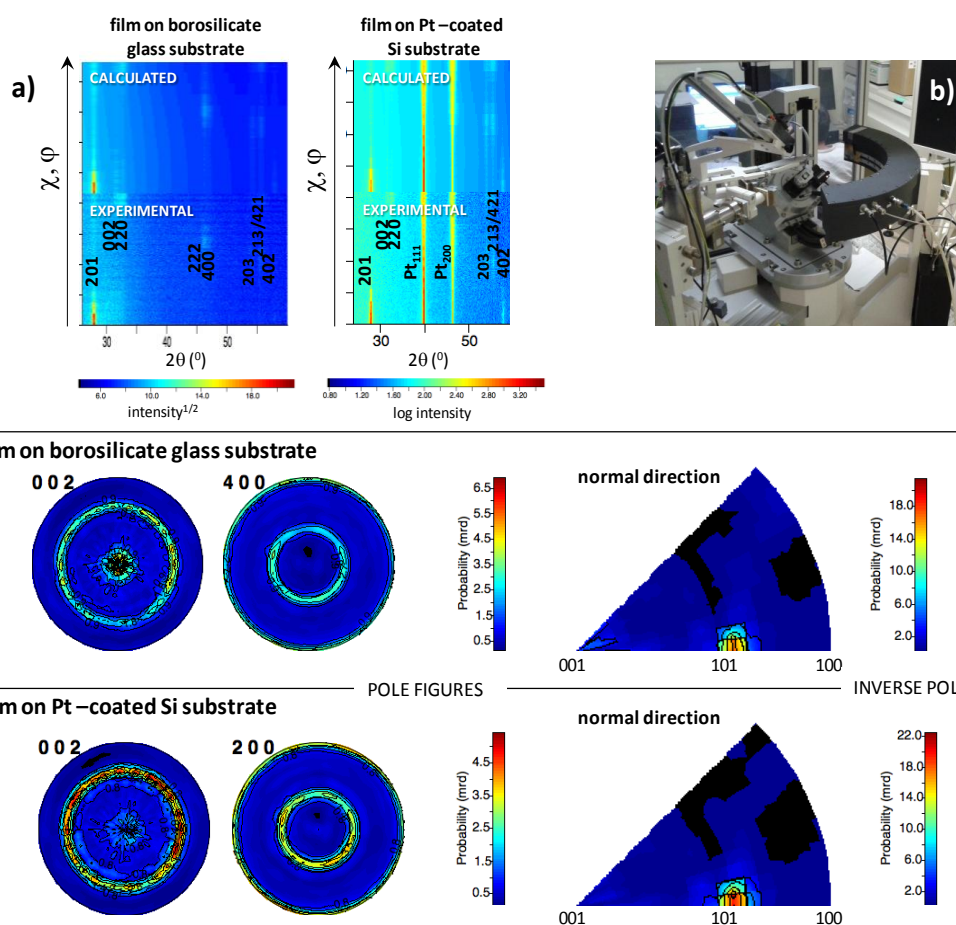 film on borosilicate
glass substrate
film on Pt –coated
Si substrate
a)
b)
CALCULATED
CALCULATED
χ, φ
χ, φ
EXPERIMENTAL
EXPERIMENTAL
201
002
220
222
400
203
213/421
402
201
002
220
Pt111
Pt200
203
213/421
402
30
40
50
30
50
2θ (0)
2θ (0)
6.0 10.0 14.0 18.0
0.80 1.20 1.60 2.00 2.40 2.80 3.20
intensity1/2
log intensity
m on borosilicate glass substrate
0 0 2
4 0 0
normal direction
Probability (mrd)
6.5
5.5
4.5
3.5
2.5
1.5
0.5
Probability (mrd)
18.0
14.0
10.0
6.0
2.0
001 101 100
POLE FIGURES
INVERSE POL
m on Pt –coated Si substrate
0 0 2
2 0 0
normal direction
Probability (mrd)
4.5
3.5
2.5
1.5
0.5
Probability (mrd)
22.0
18.0
14.0
10.0
6.0
2.0
001 101 100